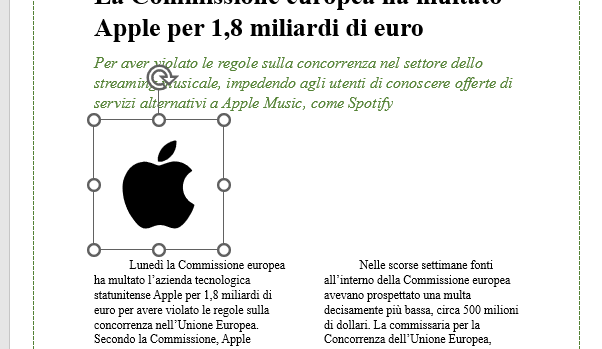 La Commissione europea ha multato
Apple per 1,8 miliardi di euro
Per aver violato le regole sulla concorrenza nel settore dello
streaming musicale, impedendo agli utenti di conoscere offerte di
servizi alternativi a Apple Music, come Spotify
Lunedì la Commissione europea
ha multato l’azienda tecnologica
statunitense Apple per 1,8 miliardi di
euro per avere violato le regole sulla
concorrenza nell’Unione Europea.
Secondo la Commissione, Apple
Nelle scorse settimane fonti
all’interno della Commissione europea
avevano prospettato una multa
decisamente più bassa, circa 500 milioni
di dollari. La commissaria per la
Concorrenza dell’Unione Europea,